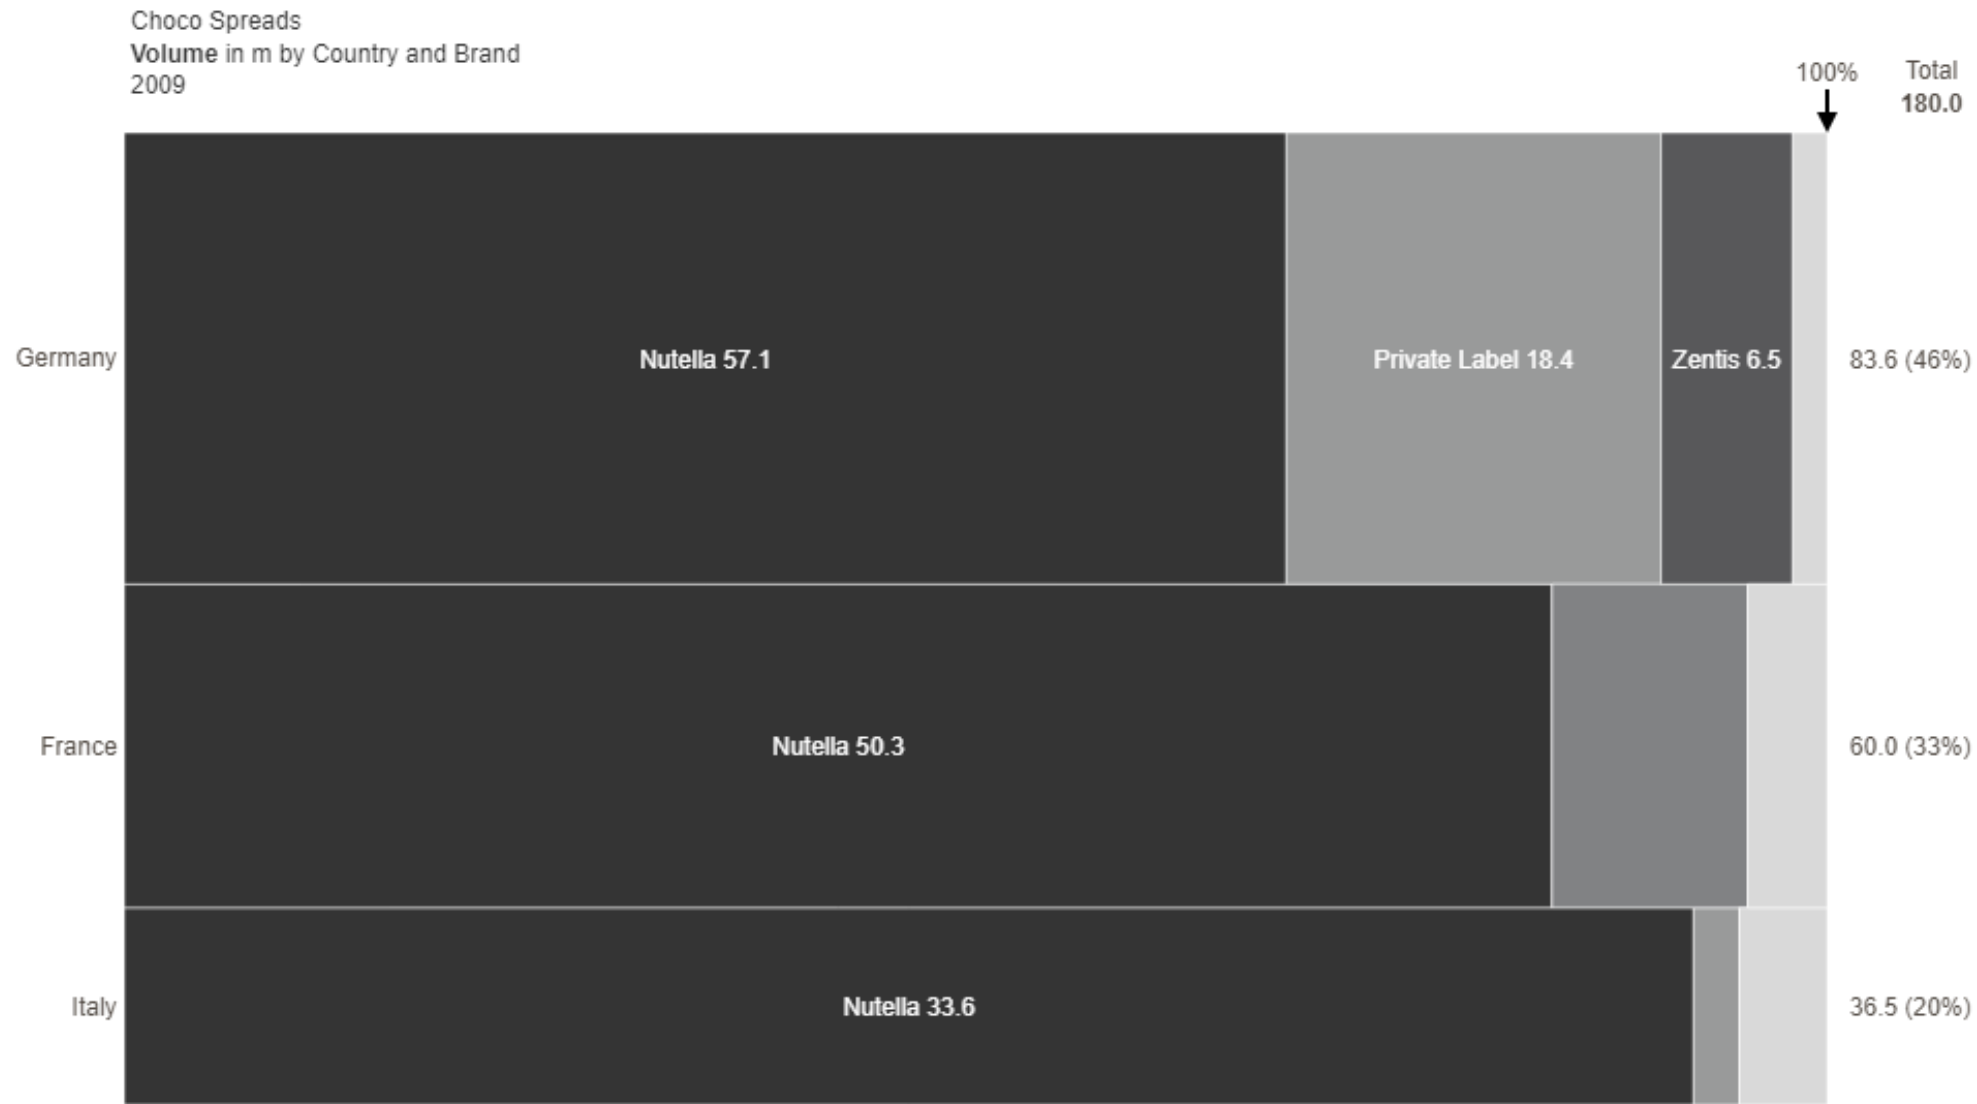 Choco Spreads
Volume in m by Country and Brand
2009
100%
Total
180.0
Germany
Nutella 57.1
Private Label 18.4
Zentis 6.5
83.6 (46%)
France
Nutella 50.3
60.0 (33%)
Italy
Nutella 33.6
36.5 (20%)